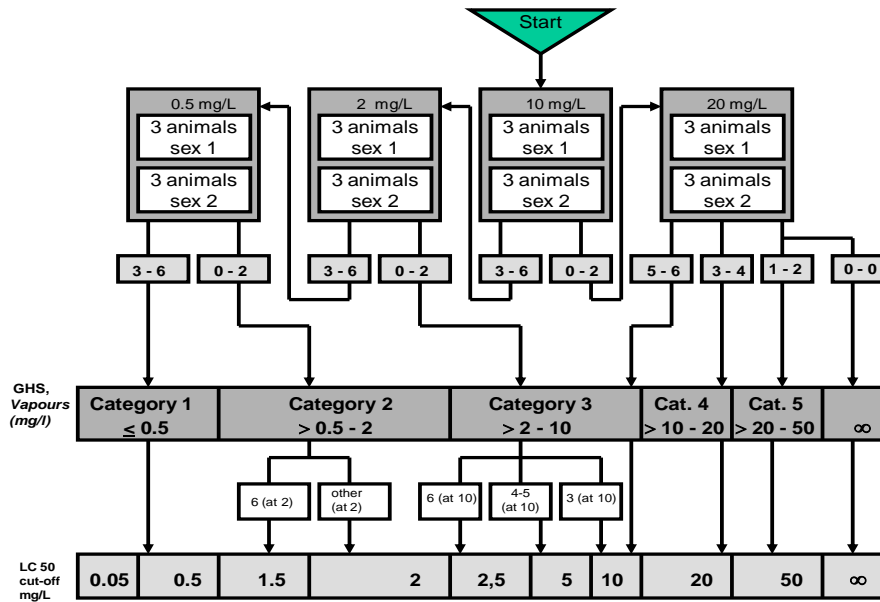 Start
0.5 mg/L
2 mg/L
10 mg/L
20 mg/L
3 animals
sex 1
3 animals
sex 1
3 animals
sex 1
3 animals
sex 1
3 animals
sex 2
3 animals
sex 2
3 animals
sex 2
3 animals
sex 2
3 - 6
0 - 2
3 - 6
0 - 2
3 - 6
0 - 2
5 - 6
3 - 4
1 - 2
0 - 0
GHS,
Vapours
(mg/l)
Category 1
≤ 0.5
Category 2
> 0.5 - 2
Category 3
> 2 - 10
Cat. 4
> 10 - 20
Cat. 5
> 20 - 50
∞
6 (at 2)
other
(at 2)
6 (at 10)
4-5
(at 10)
3 (at 10)
LC 50
cut-off
mg/L
0.05
0.5
1.5
2
2,5
5
10
20
50
∞